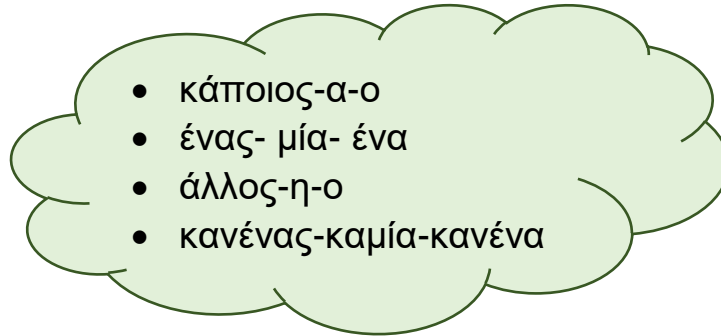 • κάποιος-α-ο
• ένας- μία- ένα
• άλλος-η-ο
• κανένας-καμία-κανένα